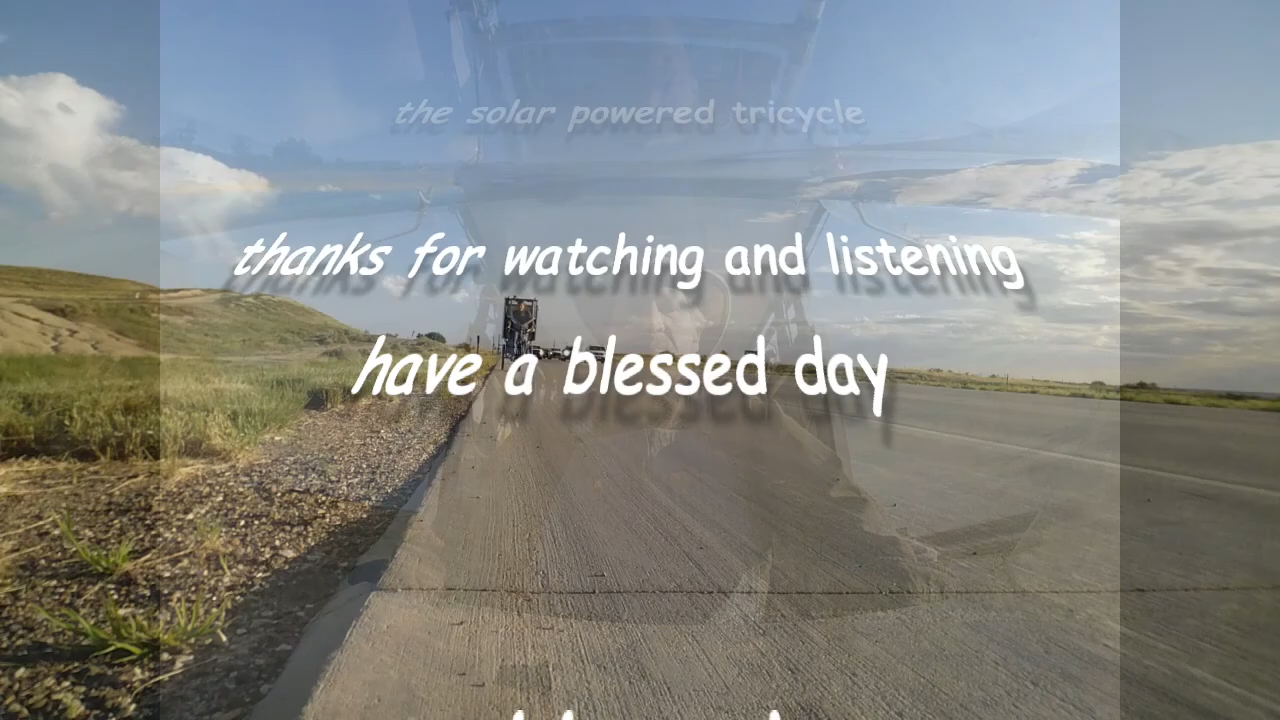 the solar powered tricycle
thanks for watching and listening
have a blessed day